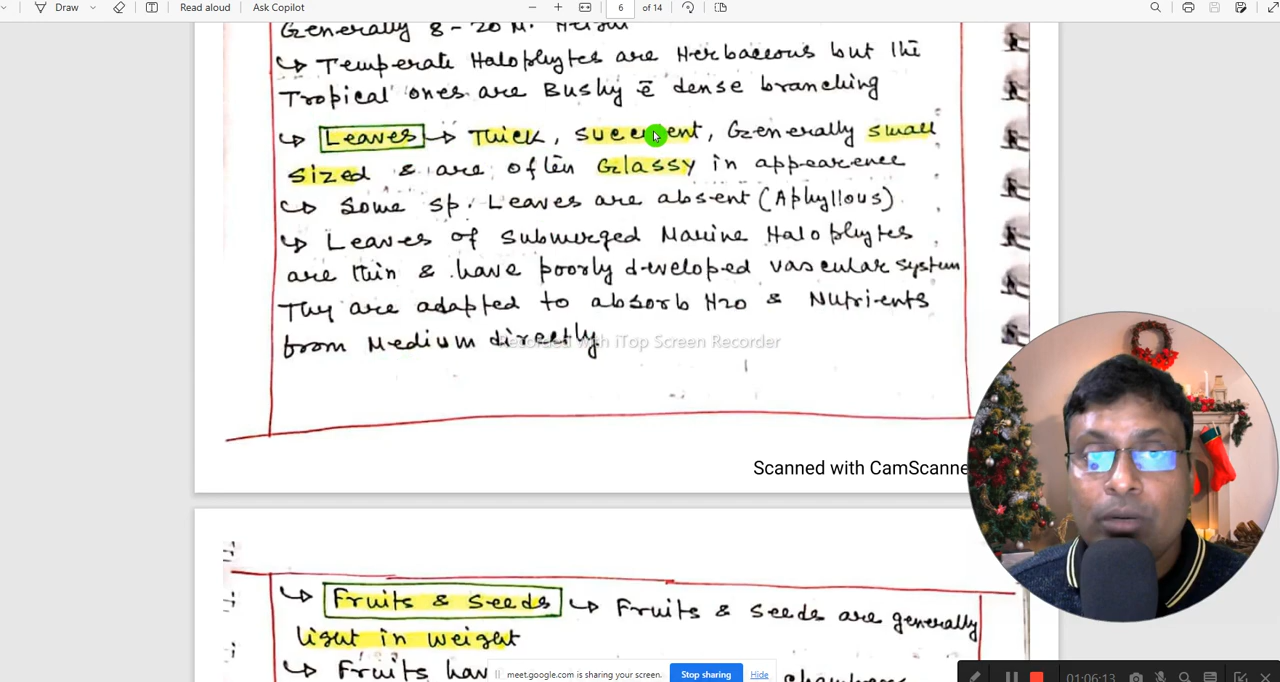 Draw
Read aloud
Ask Copilot
6 of 14
Generally 8-20 M. Height
↳ Temperate Halophytes are Herbaceous but the
Tropical ones are Bushy c̄ dense branching
↳ Leaves → Thick, succulent, Generally small
sized & are often Glassy in appearence
↳ Some sp. Leaves are absent (Aphyllous).
↳ Leaves of submerged Marine Halophytes
are thin & have poorly developed vascular system
They are adapted to absorb H2O & Nutrients
from Medium directly
Recorded with iTop Screen Recorder
Scanned with CamScanne
↳ Fruits & Seeds ↳ Fruits & Seeds are generally
light in weight
↳ Fruits hav chambers
meet.google.com is sharing your screen.
Stop sharing
Hide
01:06:13